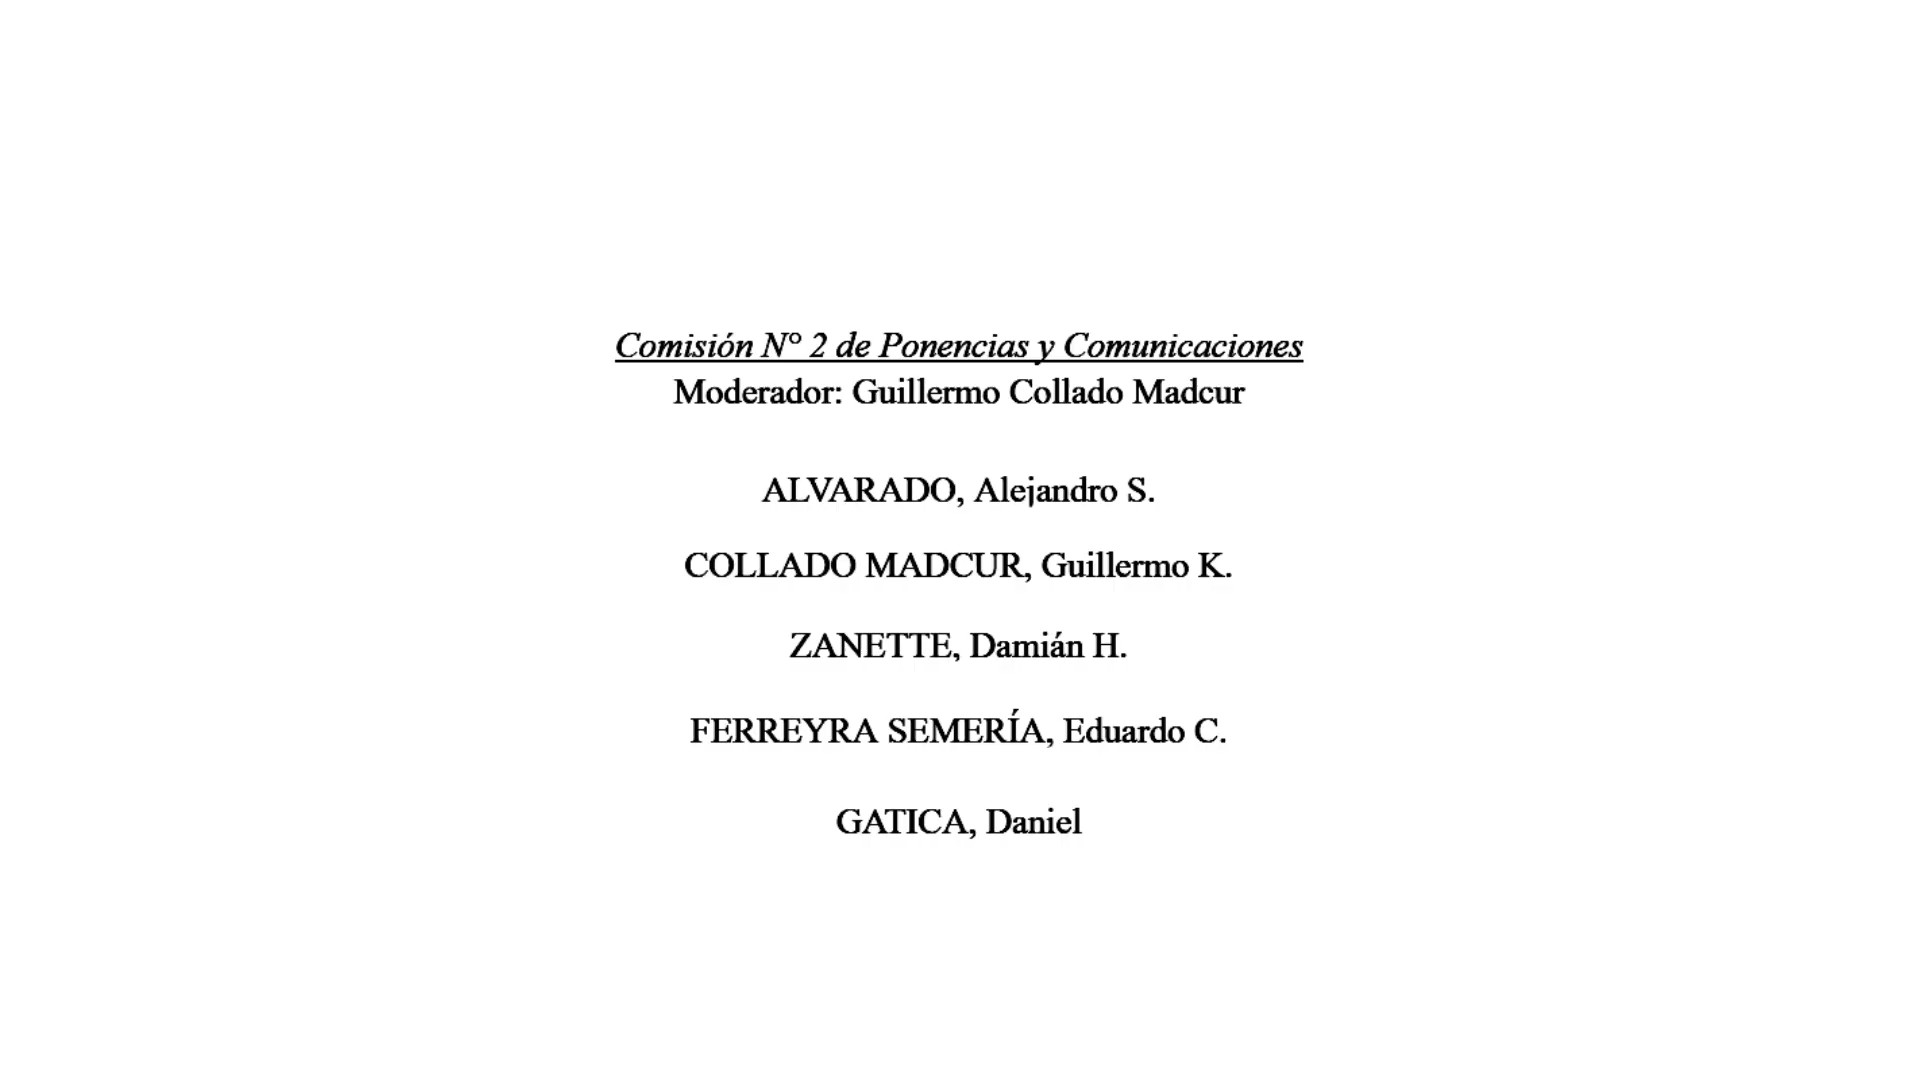 Comisión N° 2 de Ponencias y Comunicaciones
Moderador: Guillermo Collado Madcur
ALVARADO, Alejandro S.
COLLADO MADCUR, Guillermo K.
ZANETTE, Damián H.
FERREYRA SEMERÍA, Eduardo C.
GATICA, Daniel